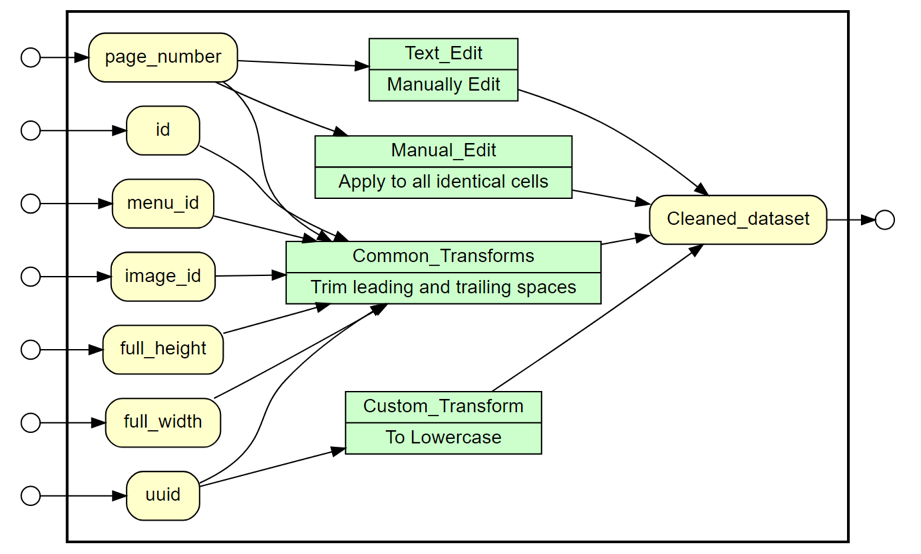 page_number
id
menu_id
image_id
full_height
full_width
uuid
Text_Edit
Manually Edit
Manual_Edit
Apply to all identical cells
Common_Transforms
Trim leading and trailing spaces
Custom_Transform
To Lowercase
Cleaned_dataset